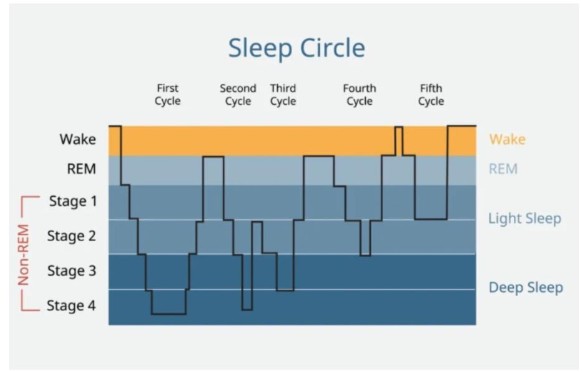 Sleep Circle
First
Cycle
Second
Cycle
Third
Cycle
Fourth
Cycle
Fifth
Cycle
Wake
REM
Stage 1
Stage 2
Stage 3
Stage 4
Non-REM
Wake
REM
Light Sleep
Deep Sleep